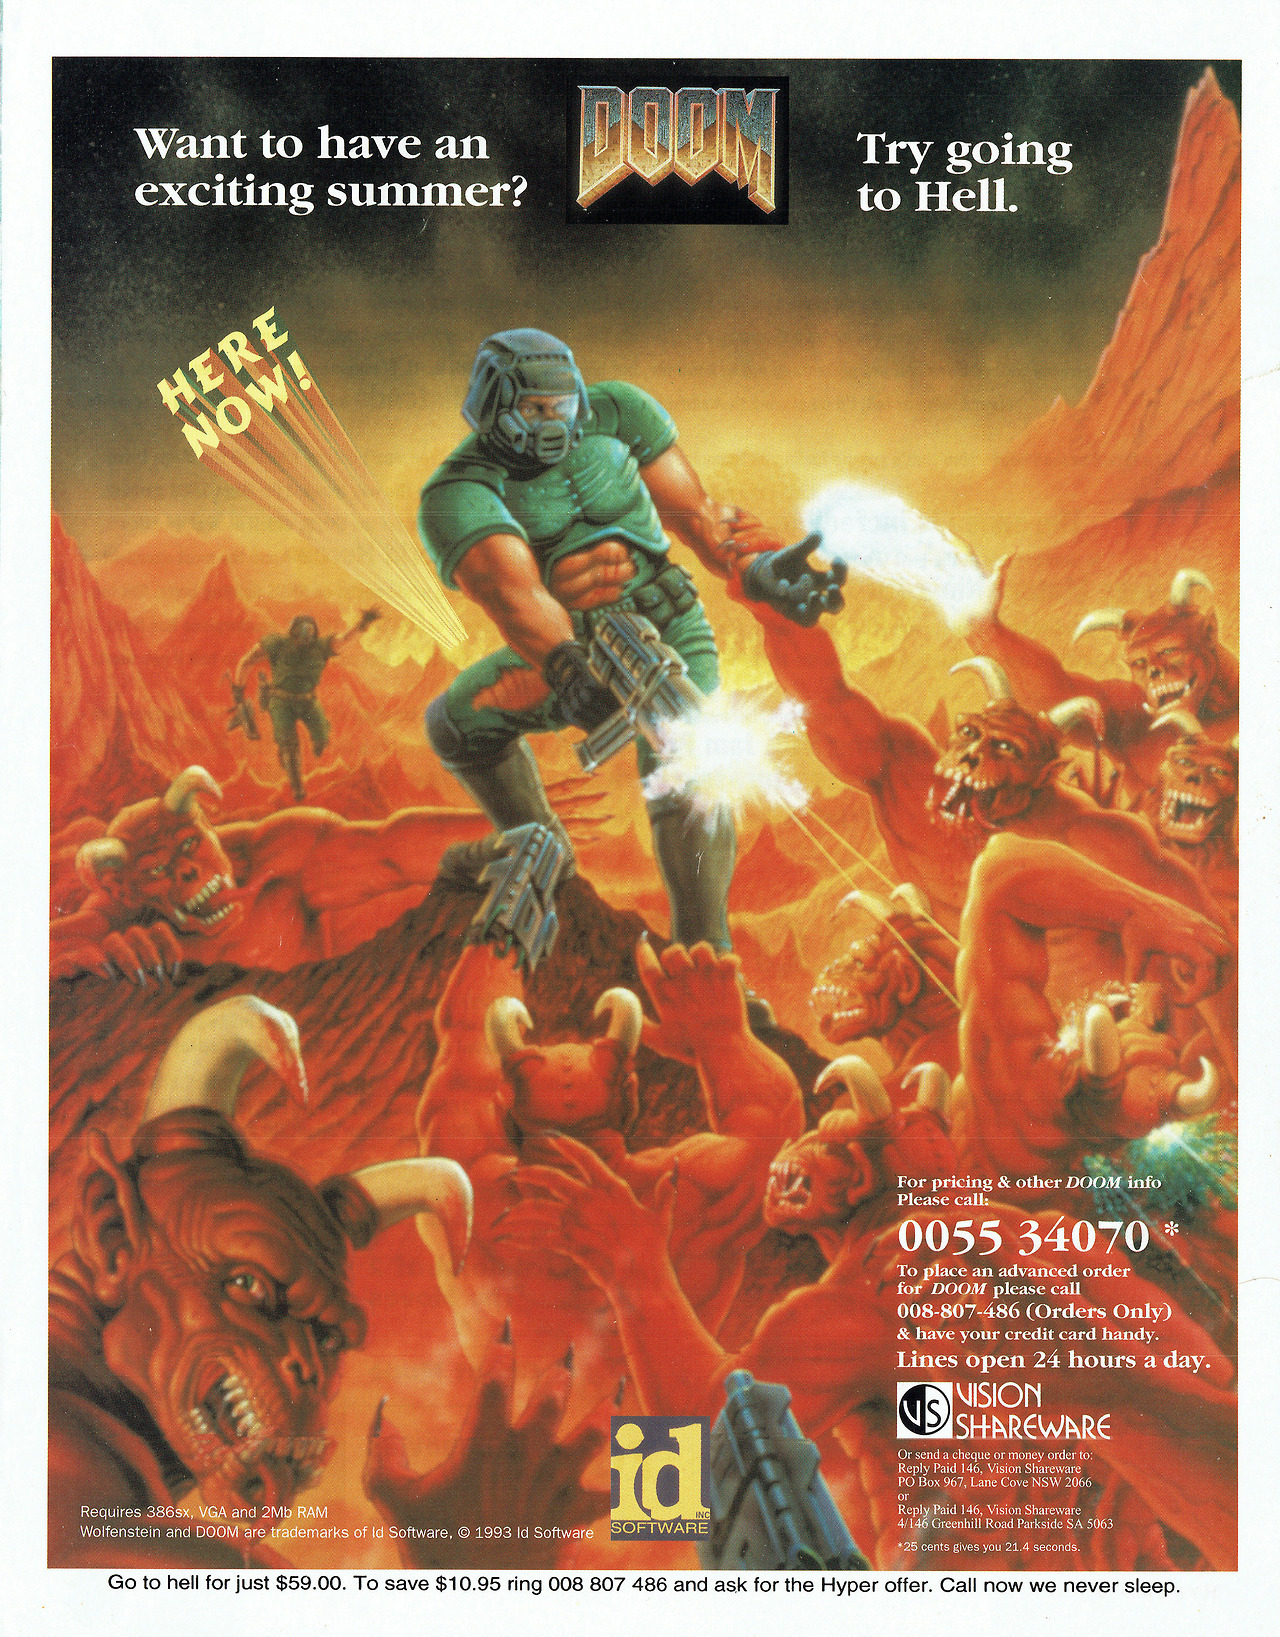 Want to have an
exciting summer?
DOOM
Try going
to Hell.
HERE
NOW!
For pricing & other DOOM info
Please call:
0055 34070 *
To place an advanced order
for DOOM please call
008-807-486 (Orders Only)
& have your credit card handy.
Lines open 24 hours a day.
VS
VISION
SHAREWARE
Or send a cheque or money order to:
Reply Paid 146, Vision Shareware
PO Box 967, Lane Cove NSW 2066
or
Reply Paid 146, Vision Shareware
4/146 Greenhill Road Parkside SA 5063
*25 cents gives you 21.4 seconds.
id
INC
SOFTWARE
Requires 386sx, VGA and 2Mb RAM
Wolfenstein and DOOM are trademarks of Id Software, © 1993 Id Software
Go to hell for just $59.00. To save $10.95 ring 008 807 486 and ask for the Hyper offer. Call now we never sleep.